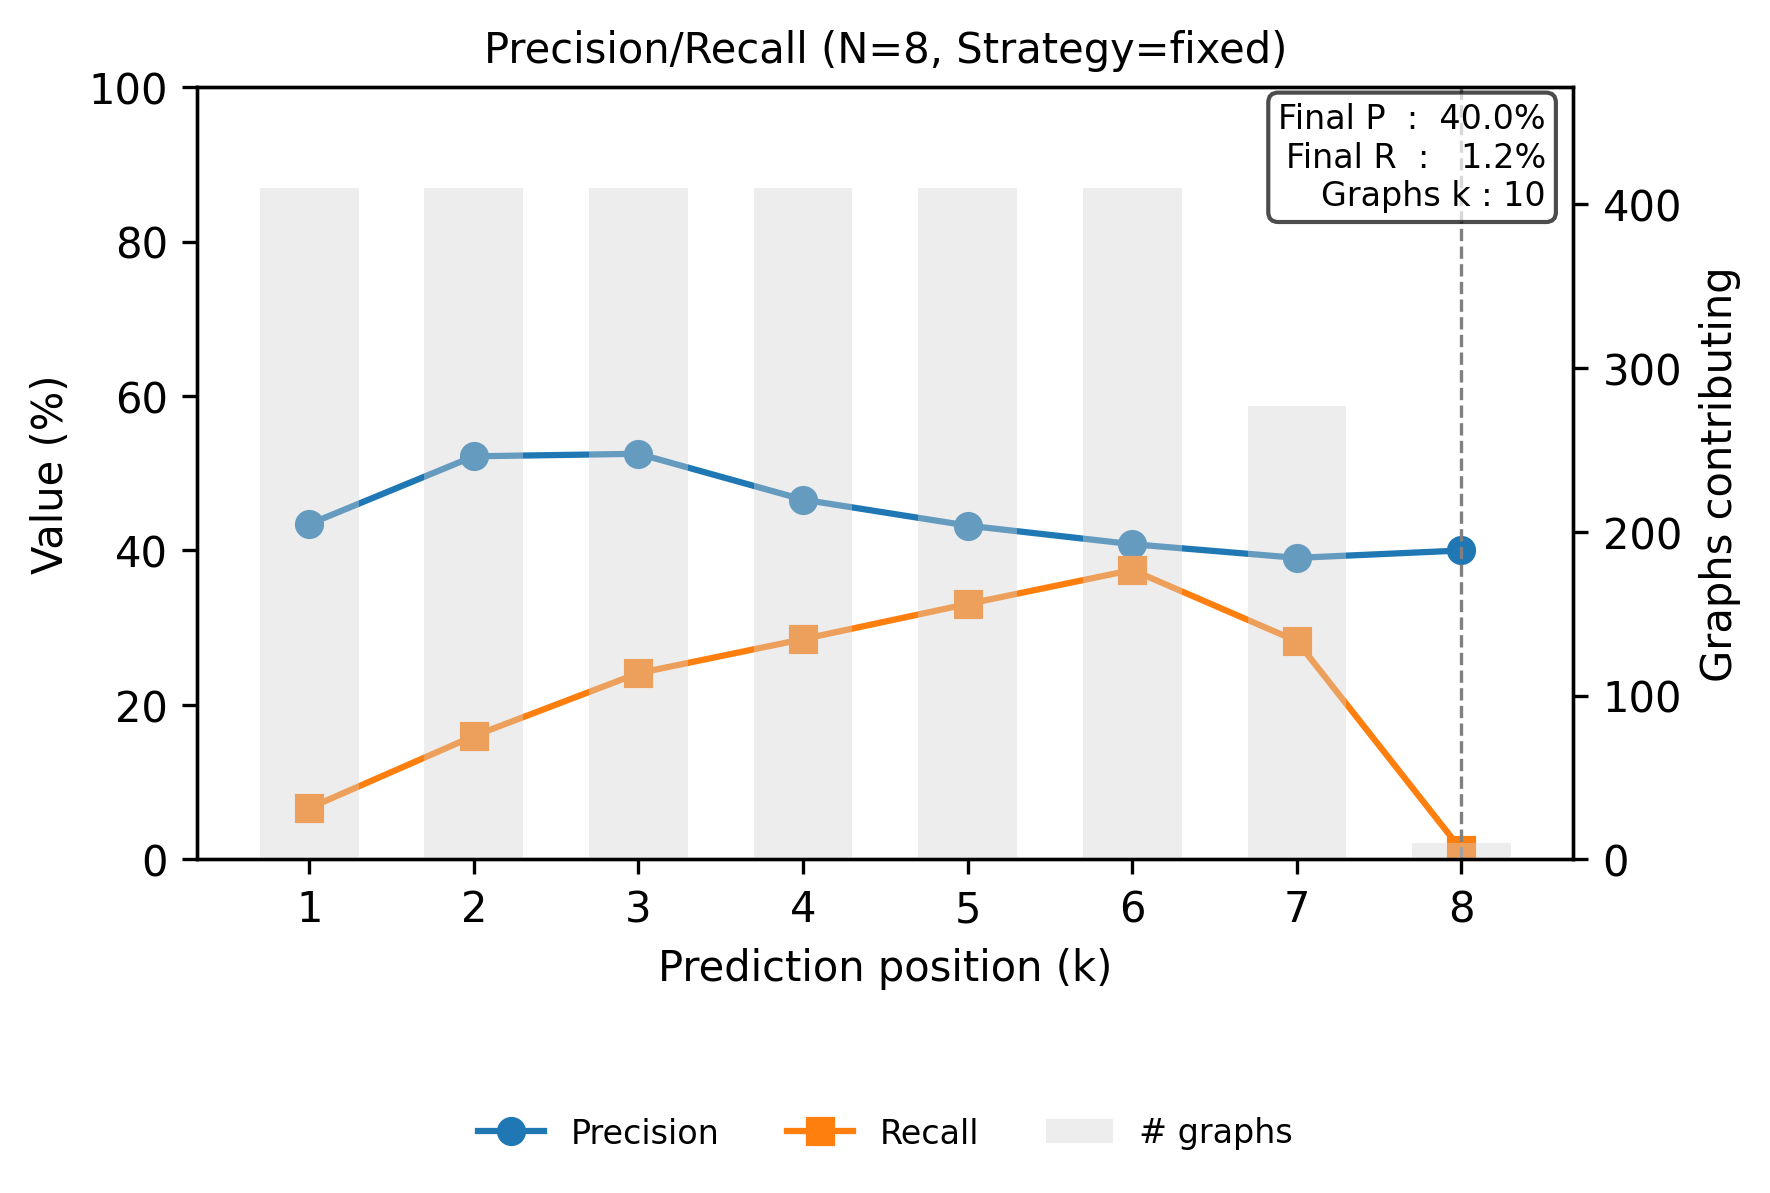 Precision/Recall (N=8, Strategy=fixed)
Final P : 40.0%
Final R : 1.2%
Graphs k : 10
Value (%)
100
80
60
40
20
0
400
300
200
100
0
Graphs contributing
1 2 3 4 5 6 7 8
Prediction position (k)
Precision Recall # graphs